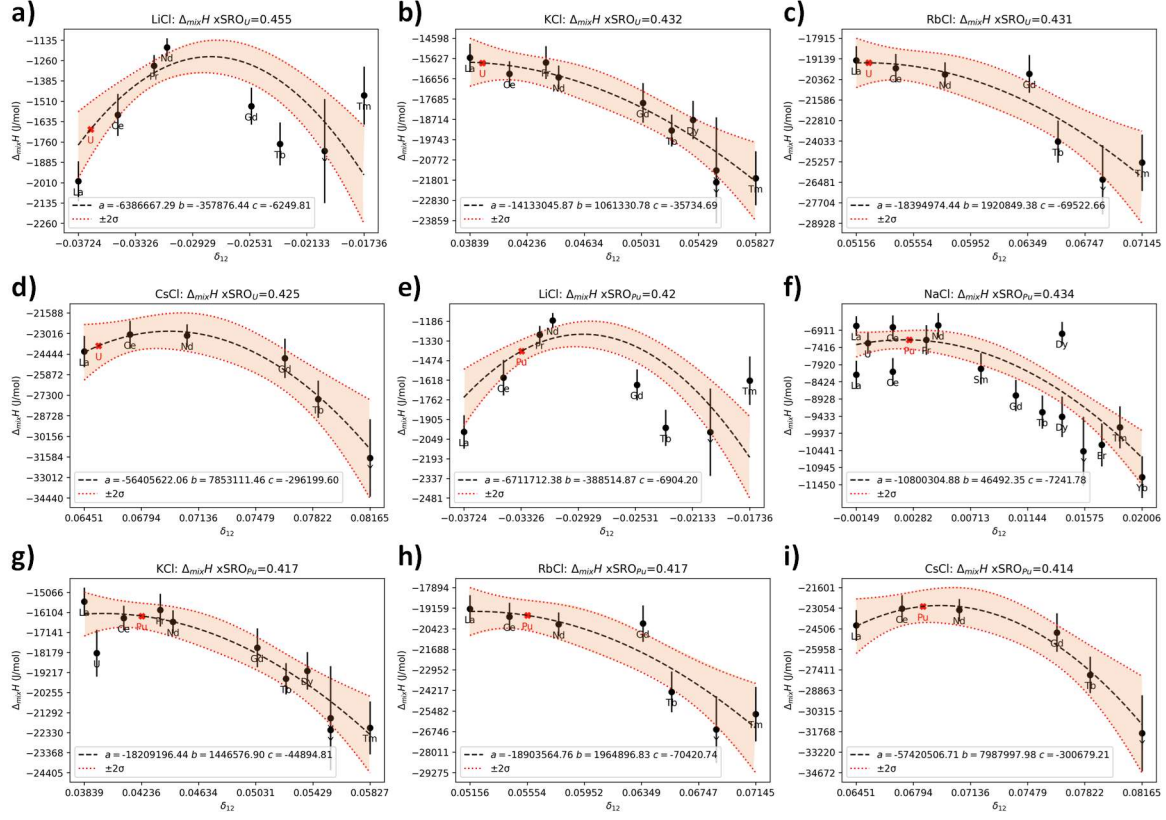 a)
LiCl: Δ_mixH xSRO_U=0.455
Δ_mixH (J/mol)
−1135
−1260
−1385
−1510
−1635
−1760
−1885
−2010
−2135
−2260
La
U
Ce
Pr
Nd
Gd
Tb
Y
Tm
a = −6386667.29 b = −357876.44 c = −6249.81
±2σ
−0.03724 −0.03326 −0.02929 −0.02531 −0.02133 −0.01736
δ₁₂
b)
KCl: Δ_mixH xSRO_U=0.432
Δ_mixH (J/mol)
−14598
−15627
−16656
−17685
−18714
−19743
−20772
−21801
−22830
−23859
La
U
Ce
Pr
Nd
Gd
Tb
Dy
Y
Tm
a = −14133045.87 b = 1061330.78 c = −35734.69
±2σ
0.03839 0.04236 0.04634 0.05031 0.05429 0.05827
δ₁₂
c)
RbCl: Δ_mixH xSRO_U=0.431
Δ_mixH (J/mol)
−17915
−19139
−20362
−21586
−22810
−24033
−25257
−26481
−27704
−28928
La
U
Ce
Nd
Gd
Tb
Y
Tm
a = −18394974.44 b = 1920849.38 c = −69522.66
±2σ
0.05156 0.05554 0.05952 0.06349 0.06747 0.07145
δ₁₂
d)
CsCl: Δ_mixH xSRO_U=0.425
Δ_mixH (J/mol)
−21588
−23016
−24444
−25872
−27300
−28728
−30156
−31584
−33012
−34440
La
U
Ce
Nd
Gd
Tb
Y
a = −56405622.06 b = 7853111.46 c = −296199.60
±2σ
0.06451 0.06794 0.07136 0.07479 0.07822 0.08165
δ₁₂
e)
LiCl: Δ_mixH xSRO_Pu=0.42
Δ_mixH (J/mol)
−1186
−1330
−1474
−1618
−1761
−1905
−2049
−2193
−2337
−2481
La
Ce
Pu
Pr
Nd
Gd
Tb
Y
Tm
a = −6711712.38 b = −388514.87 c = −6904.20
±2σ
−0.03724 −0.03326 −0.02929 −0.02531 −0.02133 −0.01736
δ₁₂
f)
NaCl: Δ_mixH xSRO_Pu=0.434
Δ_mixH (J/mol)
−6911
−7416
−7920
−8424
−8928
−9433
−9937
−10441
−10945
−11450
La
U
Ce
Pu
Pr
Nd
Dy
La
Ce
Sm
Gd
Tb
Dy
Y
Er
Tm
Yb
a = −10800304.88 b = 46492.35 c = −7241.78
±2σ
−0.00149 0.00282 0.00713 0.01144 0.01575 0.02006
δ₁₂
g)
KCl: Δ_mixH xSRO_Pu=0.417
Δ_mixH (J/mol)
−15066
−16104
−17141
−18179
−19217
−20255
−21292
−22330
−23368
−24405
La
U
Ce
Pu
Pr
Nd
Gd
Tb
Dy
Y
Tm
a = −18209196.44 b = 1446576.90 c = −44894.81
±2σ
0.03839 0.04236 0.04634 0.05031 0.05429 0.05827
δ₁₂
h)
RbCl: Δ_mixH xSRO_Pu=0.417
Δ_mixH (J/mol)
−17894
−19159
−20423
−21688
−22952
−24217
−25482
−26746
−28011
−29275
La
Ce
Pu
Nd
Gd
Tb
Y
Tm
a = −18903564.76 b = 1964896.83 c = −70420.74
±2σ
0.05156 0.05554 0.05952 0.06349 0.06747 0.07145
δ₁₂
i)
CsCl: Δ_mixH xSRO_Pu=0.414
Δ_mixH (J/mol)
−21601
−23054
−24506
−25958
−27411
−28863
−30315
−31768
−33220
−34672
La
Ce
Pu
Nd
Gd
Tb
Y
a = −57420506.71 b = 7987997.98 c = −300679.21
±2σ
0.06451 0.06794 0.07136 0.07479 0.07822 0.08165
δ₁₂